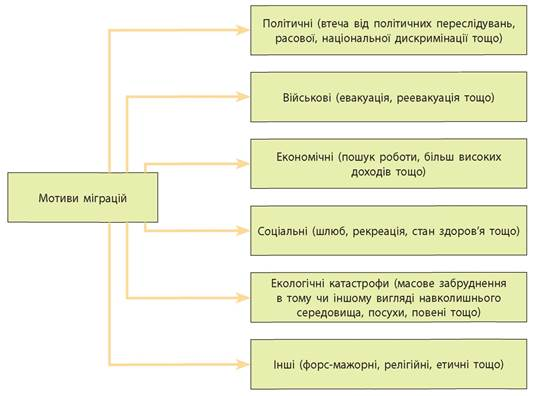 Політичні (втеча від політичних переслідувань,
расової, національної дискримінації тощо)
Військові (евакуація, реевакуація тощо)
Економічні (пошук роботи, більш високих
доходів тощо)
Мотиви міграцій
Соціальні (шлюб, рекреація, стан здоров’я тощо)
Екологічні катастрофи (масове забруднення
в тому чи іншому вигляді навколишнього
середовища, посухи, повені тощо)
Інші (форс-мажорні, релігійні, етичні тощо)